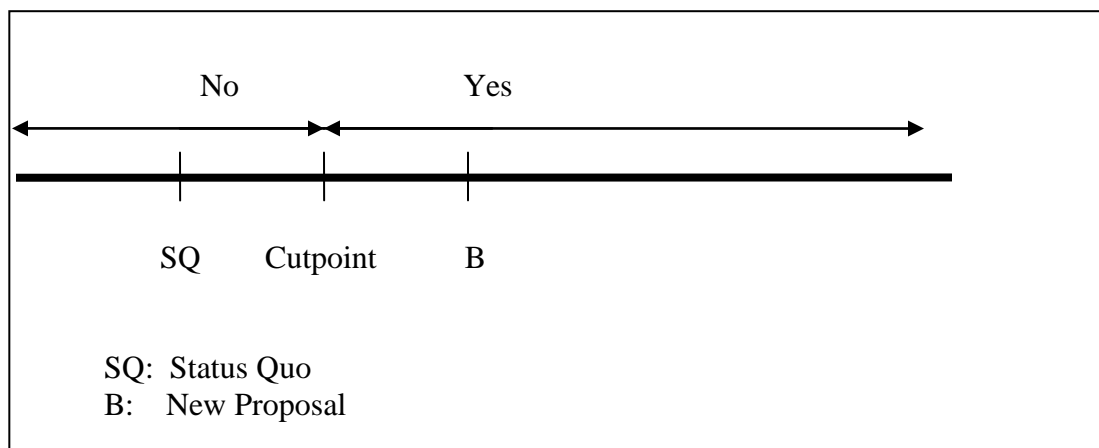 No Yes
SQ Cutpoint B
SQ: Status Quo
B: New Proposal